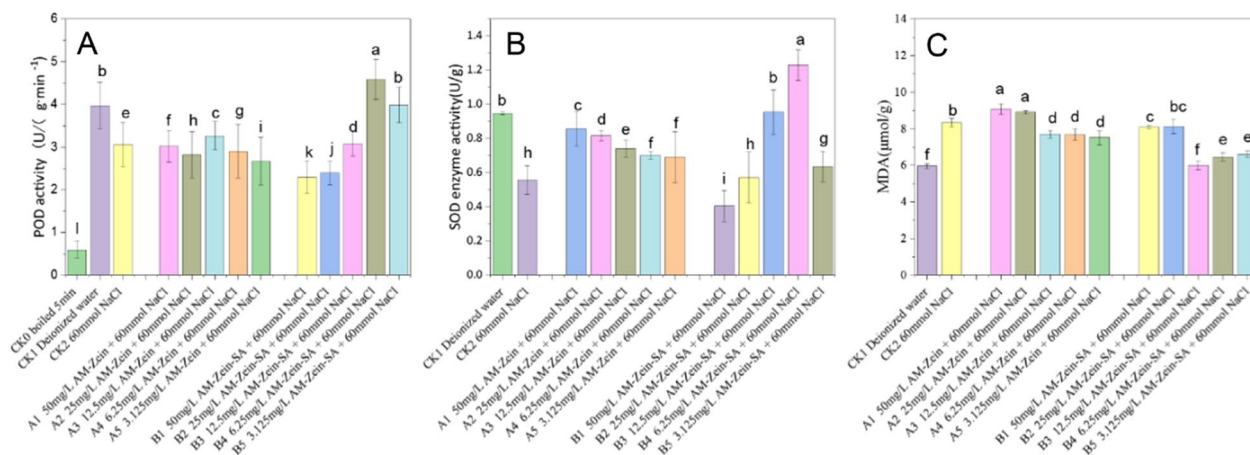 A
POD activity (U/( g·min -1)
6
5
4
3
2
1
0
l
b
e
f
h
c
g
i
k
j
d
a
b
CK0 boiled 5min
CK1 Deionized water
CK2 60mmol NaCl
A1 50mg/L AM-Zein + 60mmol NaCl
A2 25mg/L AM-Zein + 60mmol NaCl
A3 12.5mg/L AM-Zein + 60mmol NaCl
A4 6.25mg/L AM-Zein + 60mmol NaCl
A5 3.125mg/L AM-Zein + 60mmol NaCl
B1 50mg/L AM-Zein-SA + 60mmol NaCl
B2 25mg/L AM-Zein-SA + 60mmol NaCl
B3 12.5mg/L AM-Zein-SA + 60mmol NaCl
B4 6.25mg/L AM-Zein-SA + 60mmol NaCl
B5 3.125mg/L AM-Zein-SA + 60mmol NaCl
B
SOD enzyme activity(U/g)
1.4
1.2
1.0
0.8
0.6
0.4
0.2
0.0
b
h
c
d
e
f
f
i
h
b
a
g
CK1 Deionized water
CK2 60mmol NaCl
A1 50mg/L AM-Zein + 60mmol NaCl
A2 25mg/L AM-Zein + 60mmol NaCl
A3 12.5mg/L AM-Zein + 60mmol NaCl
A4 6.25mg/L AM-Zein + 60mmol NaCl
A5 3.125mg/L AM-Zein + 60mmol NaCl
B1 50mg/L AM-Zein-SA + 60mmol NaCl
B2 25mg/L AM-Zein-SA + 60mmol NaCl
B3 12.5mg/L AM-Zein-SA + 60mmol NaCl
B4 6.25mg/L AM-Zein-SA + 60mmol NaCl
B5 3.125mg/L AM-Zein-SA + 60mmol NaCl
C
MDA(μmol/g)
14
12
10
8
6
4
2
0
f
b
a
a
d
d
d
c
bc
f
e
e
CK1 Deionized water
CK2 60mmol NaCl
A1 50mg/L AM-Zein + 60mmol NaCl
A2 25mg/L AM-Zein + 60mmol NaCl
A3 12.5mg/L AM-Zein + 60mmol NaCl
A4 6.25mg/L AM-Zein + 60mmol NaCl
A5 3.125mg/L AM-Zein + 60mmol NaCl
B1 50mg/L AM-Zein-SA + 60mmol NaCl
B2 25mg/L AM-Zein-SA + 60mmol NaCl
B3 12.5mg/L AM-Zein-SA + 60mmol NaCl
B4 6.25mg/L AM-Zein-SA + 60mmol NaCl
B5 3.125mg/L AM-Zein-SA + 60mmol NaCl